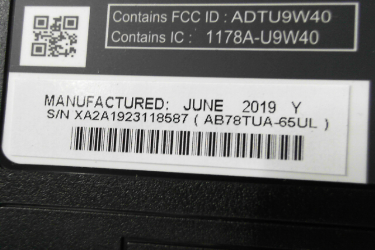 Contains FCC ID : ADTU9W40
Contains IC : 1178A-U9W40
MANUFACTURED: JUNE 2019 Y
S/N XA2A1923118587 ( AB78TUA-65UL )